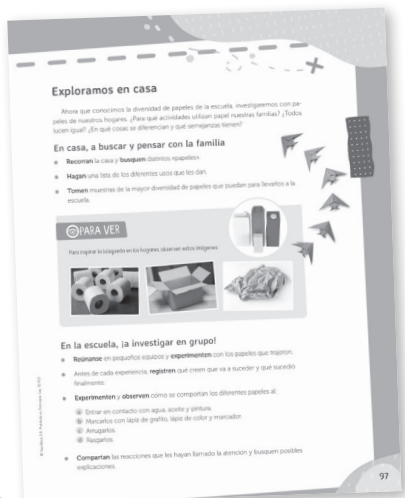 Exploramos en casa
Ahora que conocimos la diversidad de papeles de la escuela, investigaremos con pa-
peles de nuestros hogares. ¿Para qué actividades utilizan papel nuestras familias? ¿Todos
lucen igual? ¿En qué cosas se diferencian y qué semejanzas tienen?
En casa, a buscar y pensar con la familia
Recorran la casa y busquen distintos «papeles».
Hagan una lista de los diferentes usos que les dan.
Tomen muestras de la mayor diversidad de papeles que puedan para llevarlos a la
escuela.
PARA VER
Para inspirar la búsqueda en los hogares, observen estas imágenes.
En la escuela, ¡a investigar en grupo!
Reúnanse en pequeños equipos y experimenten con los papeles que trajeron.
Antes de cada experiencia, registren qué creen que va a suceder y qué sucedió
finalmente.
Experimenten y observen cómo se comportan los diferentes papeles al:
a Entrar en contacto con agua, aceite y pintura.
b Marcarlos con lápiz de grafito, lápiz de color y marcador.
c Arrugarlos.
d Rasgarlos.
Compartan las reacciones que les hayan llamado la atención y busquen posibles
explicaciones.
97